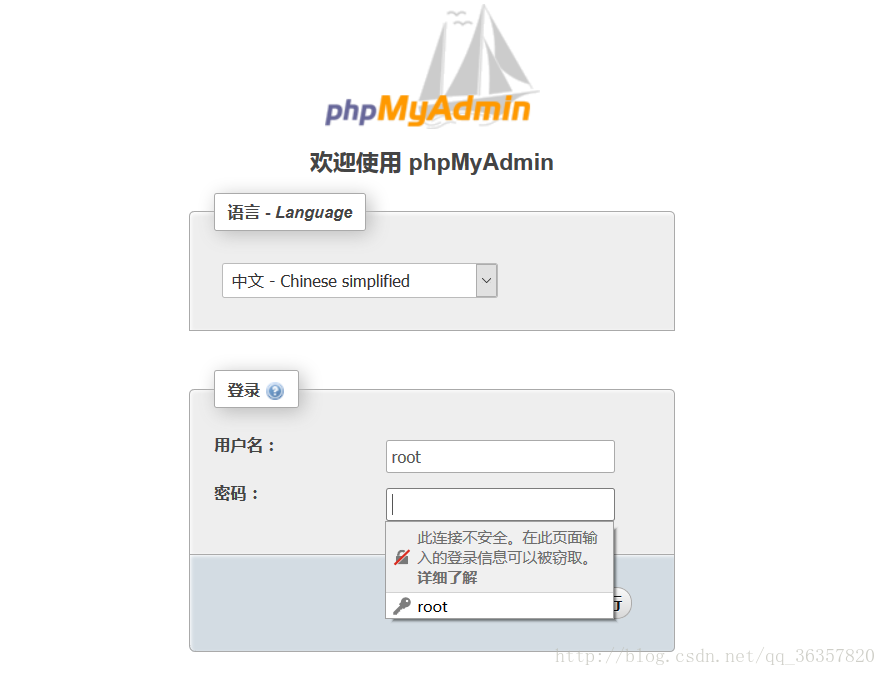 phpMyAdmin
欢迎使用 phpMyAdmin
语言 - Language
中文 - Chinese simplified
登录
用户名：
root
密码：
此连接不安全。在此页面输
入的登录信息可以被窃取。
详细了解
root
行
http://blog.csdn.net/qq_36357820